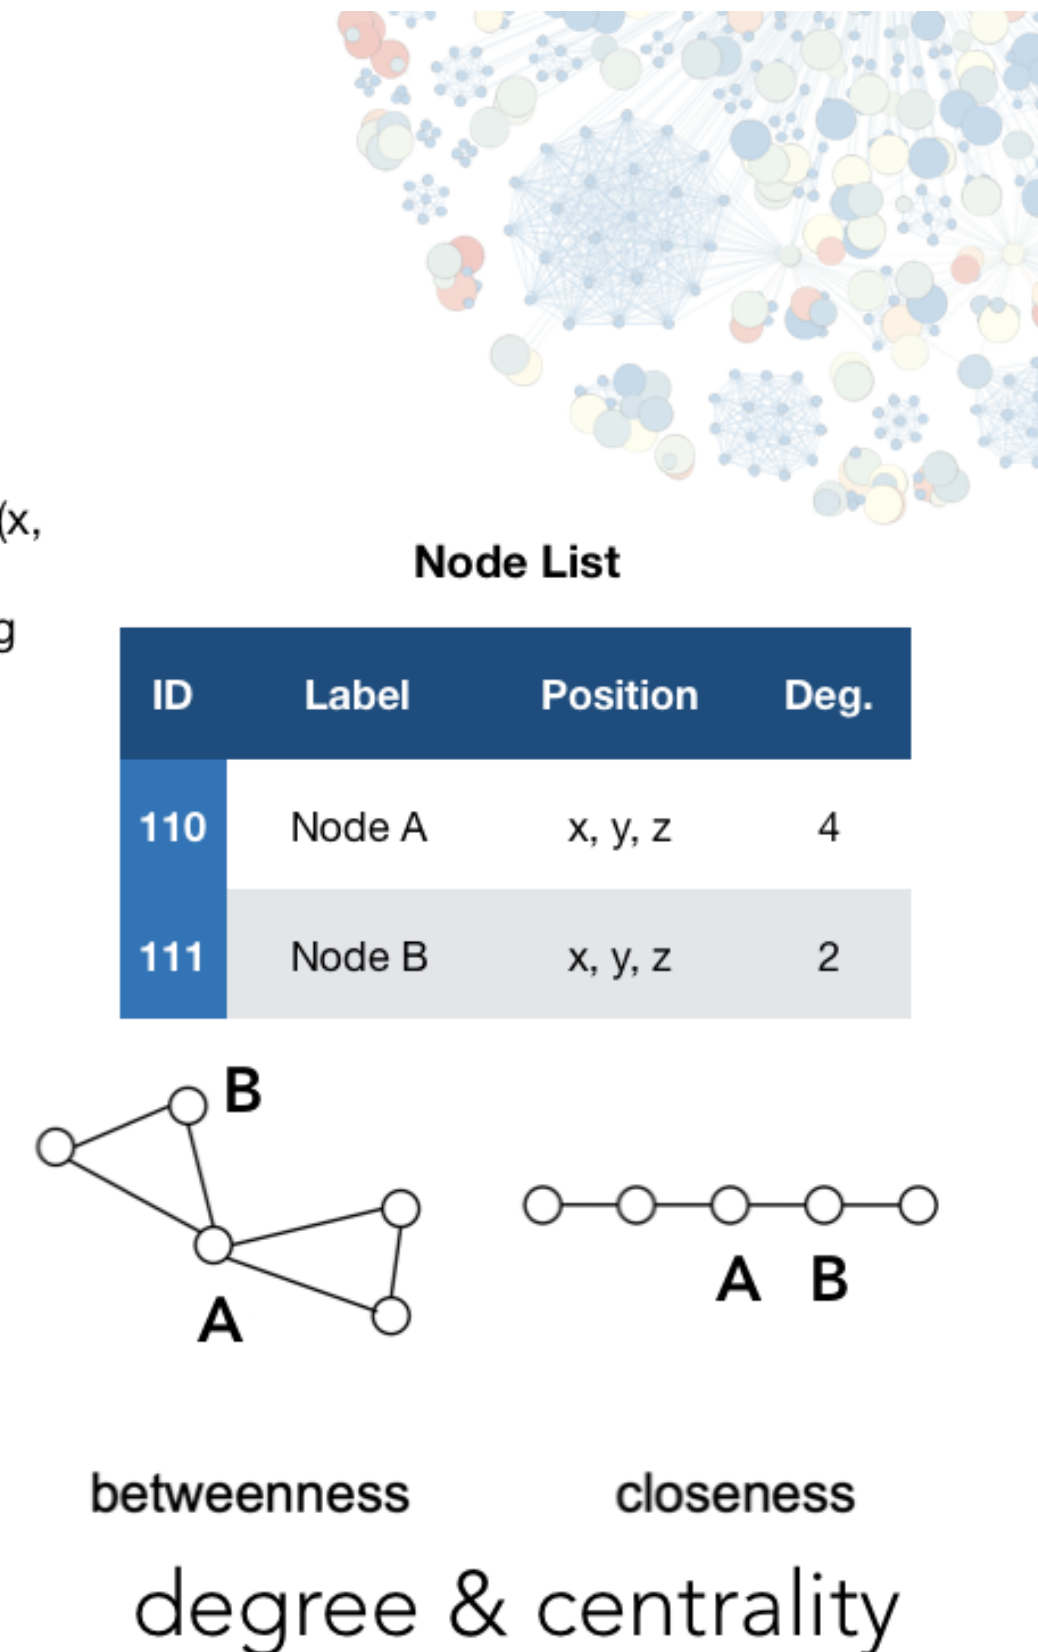 (x,
g
Node List
ID Label Position Deg.
110 Node A x, y, z 4
111 Node B x, y, z 2
B
A
A B
betweenness closeness
degree & centrality